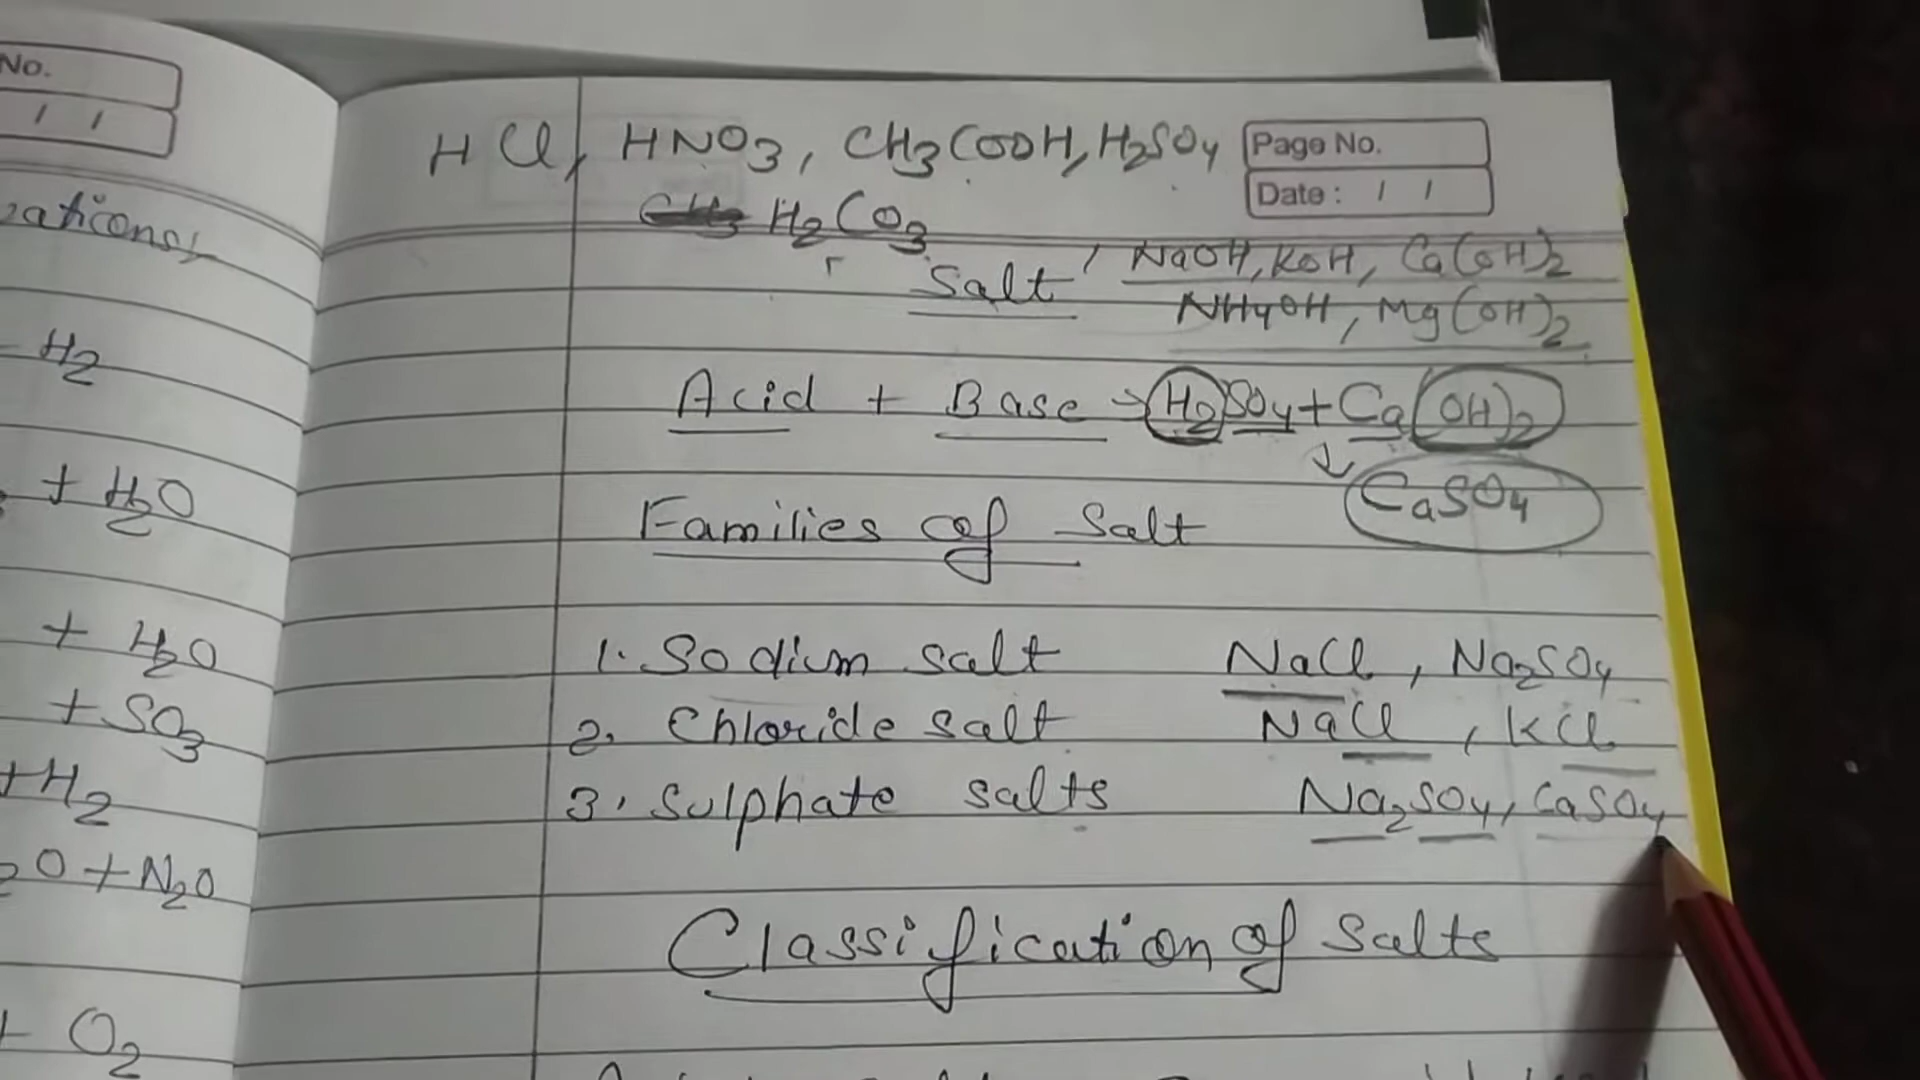 No.
/ /
zations,
H2
+ H2O
+ H2O
+ SO3
+H2
2O + N2O
+ O2
HCl, HNO3, CH3COOH, H2SO4
H2CO3
Page No.
Date : / /
Salt , NaOH, KOH, Ca(OH)2
NH4OH, Mg(OH)2
Acid + Base → H2SO4 + Ca(OH)2
↓ CaSO4
Families of Salt
1. Sodium salt NaCl, Na2SO4
2. Chloride salt NaCl, KCl
3. Sulphate salts Na2SO4, CaSO4
Classification of Salts